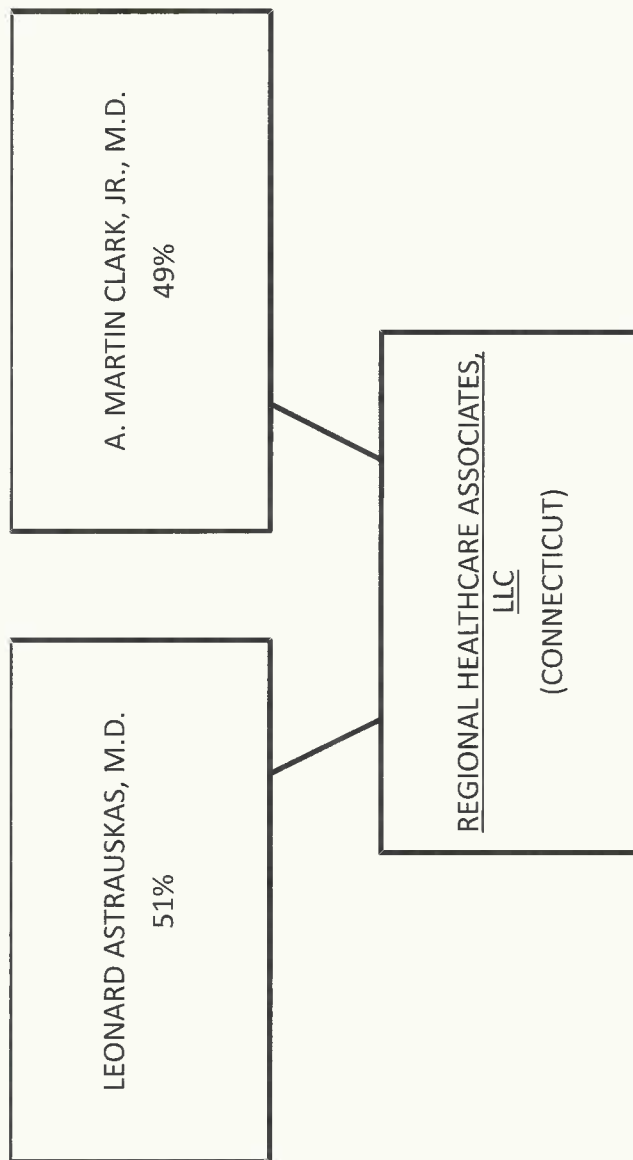 LEONARD ASTRAUSKAS, M.D.
51%
A. MARTIN CLARK, JR., M.D.
49%
REGIONAL HEALTHCARE ASSOCIATES,
LLC
(CONNECTICUT)